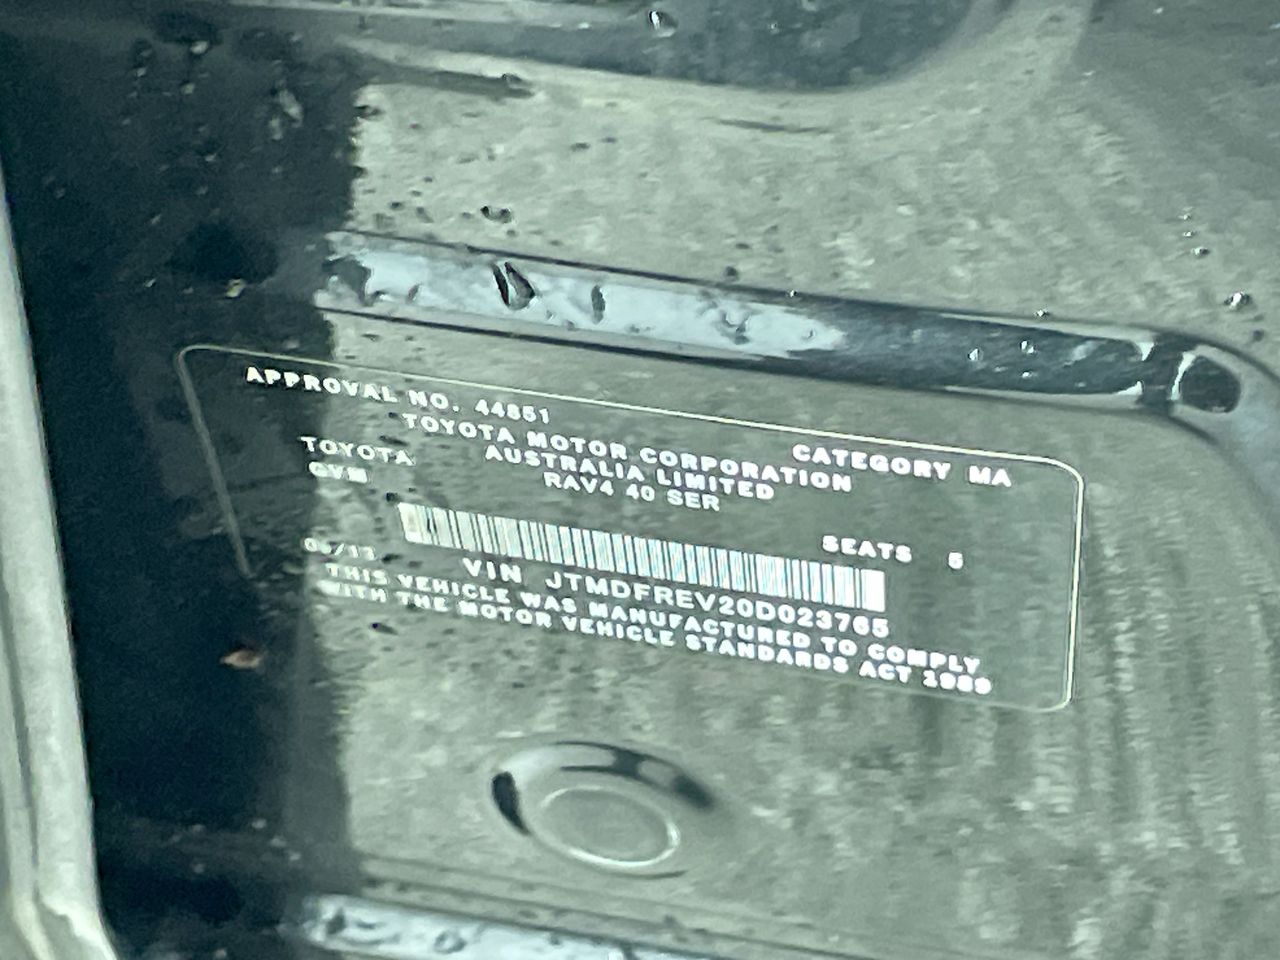 APPROVAL NO. 44851 CATEGORY MA
TOYOTA MOTOR CORPORATION
AUSTRALIA LIMITED
TOYOTA RAV4 40 SER
GVM SEATS 5
VIN JTMDFREV20D023765
THIS VEHICLE WAS MANUFACTURED TO COMPLY
WITH THE MOTOR VEHICLE STANDARDS ACT 1989